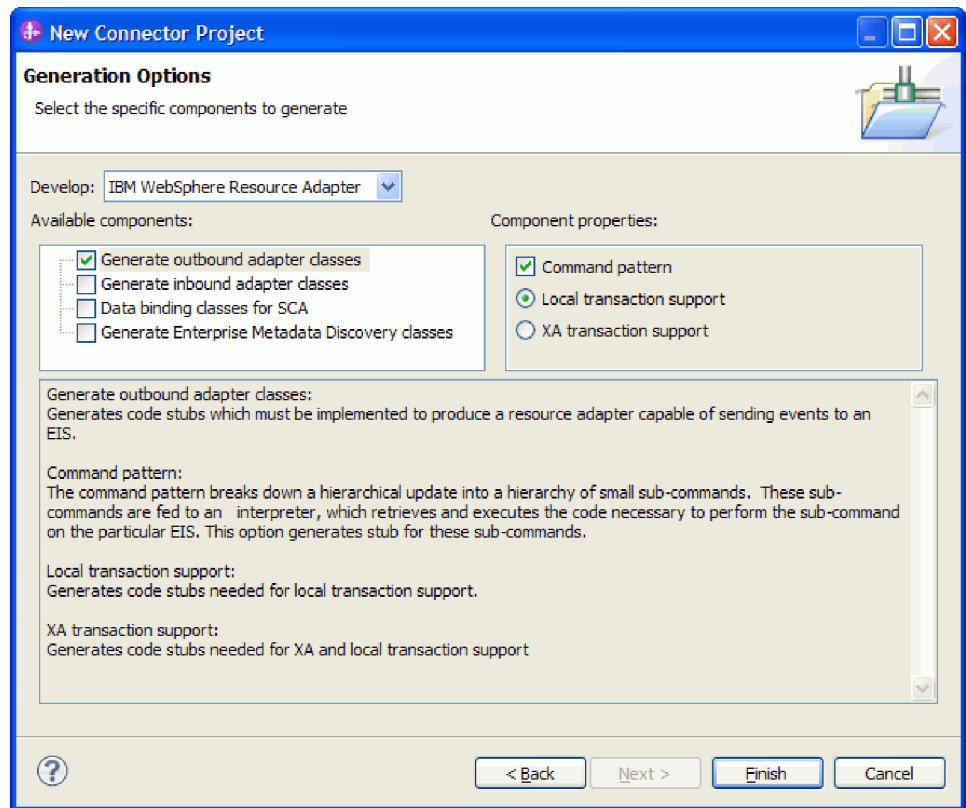 New Connector Project
Generation Options
Select the specific components to generate
Develop: IBM WebSphere Resource Adapter
Available components:
Generate outbound adapter classes
Generate inbound adapter classes
Data binding classes for SCA
Generate Enterprise Metadata Discovery classes
Component properties:
Command pattern
Local transaction support
XA transaction support
Generate outbound adapter classes:
Generates code stubs which must be implemented to produce a resource adapter capable of sending events to an
EIS.
Command pattern:
The command pattern breaks down a hierarchical update into a hierarchy of small sub-commands.  These sub-
commands are fed to an   interpreter, which retrieves and executes the code necessary to perform the sub-command
on the particular EIS. This option generates stub for these sub-commands.
Local transaction support:
Generates code stubs needed for local transaction support.
XA transaction support:
Generates code stubs needed for XA and local transaction support
?
< Back
Next >
Finish
Cancel